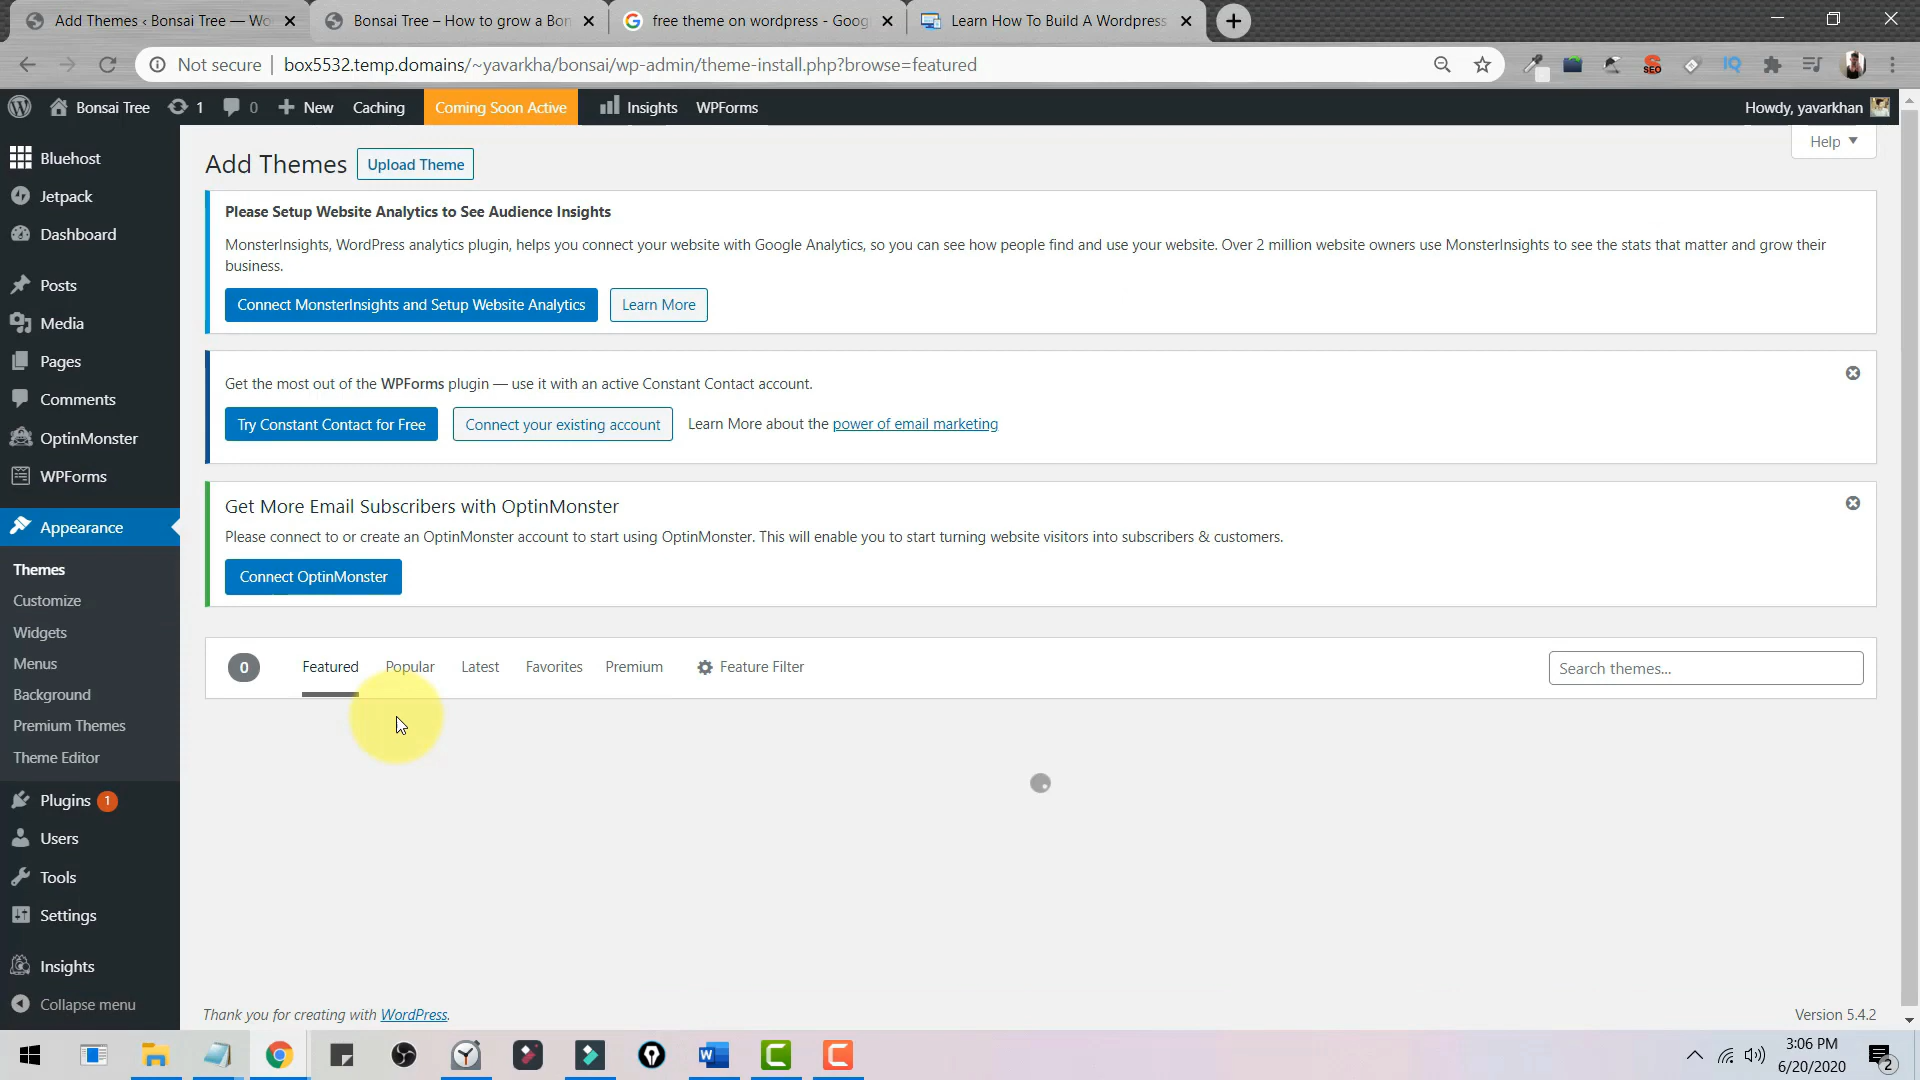 Add Themes ‹ Bonsai Tree — Wo
Bonsai Tree – How to grow a Bon
free theme on wordpress - Goog
Learn How To Build A Wordpress
Not secure
box5532.temp.domains/~yavarkha/bonsai/wp-admin/theme-install.php?browse=featured
SEO
IQ
Bonsai Tree
1
0
New
Caching
Coming Soon Active
Insights
WPForms
Howdy, yavarkhan
Bluehost
Jetpack
Dashboard
Posts
Media
Pages
Comments
OptinMonster
WPForms
Appearance
Themes
Customize
Widgets
Menus
Background
Premium Themes
Theme Editor
Plugins 1
Users
Tools
Settings
Insights
Collapse menu
Help
Add Themes
Upload Theme
Please Setup Website Analytics to See Audience Insights
MonsterInsights, WordPress analytics plugin, helps you connect your website with Google Analytics, so you can see how people find and use your website. Over 2 million website owners use MonsterInsights to see the stats that matter and grow their
business.
Connect MonsterInsights and Setup Website Analytics
Learn More
Get the most out of the WPForms plugin — use it with an active Constant Contact account.
Try Constant Contact for Free
Connect your existing account
Learn More about the power of email marketing
Get More Email Subscribers with OptinMonster
Please connect to or create an OptinMonster account to start using OptinMonster. This will enable you to start turning website visitors into subscribers & customers.
Connect OptinMonster
0
Featured
Popular
Latest
Favorites
Premium
Feature Filter
Search themes...
Thank you for creating with WordPress.
Version 5.4.2
3:06 PM
6/20/2020
2